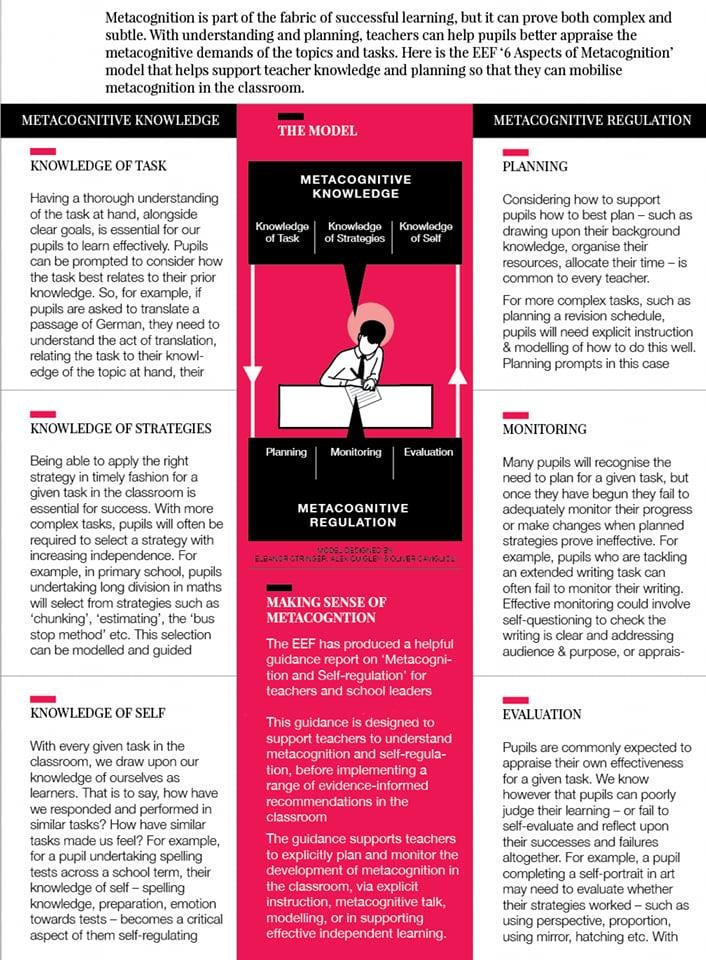 Metacognition is part of the fabric of successful learning, but it can prove both complex and
subtle. With understanding and planning, teachers can help pupils better appraise the
metacognitive demands of the topics and tasks. Here is the EEF ‘6 Aspects of Metacognition’
model that helps support teacher knowledge and planning so that they can mobilise
metacognition in the classroom.
METACOGNITIVE KNOWLEDGE
KNOWLEDGE OF TASK
Having a thorough understanding
of the task at hand, alongside
clear goals, is essential for our
pupils to learn effectively. Pupils
can be prompted to consider how
the task best relates to their prior
knowledge. So, for example, if
pupils are asked to translate a
passage of German, they need to
understand the act of translation,
relating the task to their knowl-
edge of the topic at hand, their
KNOWLEDGE OF STRATEGIES
Being able to apply the right
strategy in timely fashion for a
given task in the classroom is
essential for success. With more
complex tasks, pupils will often be
required to select a strategy with
increasing independence. For
example, in primary school, pupils
undertaking long division in maths
will select from strategies such as
‘chunking’, ‘estimating’, the ‘bus
stop method’ etc. This selection
can be modelled and guided
KNOWLEDGE OF SELF
With every given task in the
classroom, we draw upon our
knowledge of ourselves as
learners. That is to say, how have
we responded and performed in
similar tasks? How have similar
tasks made us feel? For example,
for a pupil undertaking spelling
tests across a school term, their
knowledge of self – spelling
knowledge, preparation, emotion
towards tests – becomes a critical
aspect of them self-regulating
THE MODEL
METACOGNITIVE
KNOWLEDGE
Knowledge of Task
Knowledge of Strategies
Knowledge of Self
Planning
Monitoring
Evaluation
METACOGNITIVE
REGULATION
MODEL DESIGNED BY
MAKING SENSE OF
METACOGNTION
The EEF has produced a helpful
guidance report on ‘Metacogni-
tion and Self-regulation’ for
teachers and school leaders
This guidance is designed to
support teachers to understand
metacognition and self-regula-
tion, before implementing a
range of evidence-informed
recommendations in the
classroom
The guidance supports teachers
to explicitly plan and monitor the
development of metacognition in
the classroom, via explicit
instruction, metacognitive talk,
modelling, or in supporting
effective independent learning.
METACOGNITIVE REGULATION
PLANNING
Considering how to support
pupils how to best plan – such as
drawing upon their background
knowledge, organise their
resources, allocate their time – is
common to every teacher.
For more complex tasks, such as
planning a revision schedule,
pupils will need explicit instruction
& modelling of how to do this well.
Planning prompts in this case
MONITORING
Many pupils will recognise the
need to plan for a given task, but
once they have begun they fail to
adequately monitor their progress
or make changes when planned
strategies prove ineffective. For
example, pupils who are tackling
an extended writing task can
often fail to monitor their writing.
Effective monitoring could involve
self-questioning to check the
writing is clear and addressing
audience & purpose, or apprais-
EVALUATION
Pupils are commonly expected to
appraise their own effectiveness
for a given task. We know
however that pupils can poorly
judge their learning – or fail to
self-evaluate and reflect upon
their successes and failures
altogether. For example, a pupil
completing a self-portrait in art
may need to evaluate whether
their strategies worked – such as
using perspective, proportion,
using mirror, hatching etc. With